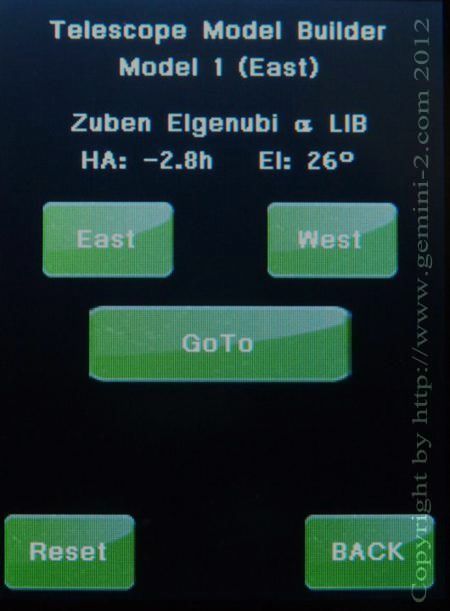 Telescope Model Builder
Model 1 (East)
Zuben Elgenubi α LIB
HA: -2.8h El: 26º
East West
GoTo
Reset BACK
Copyright by http://www.gemini-2.com 2012